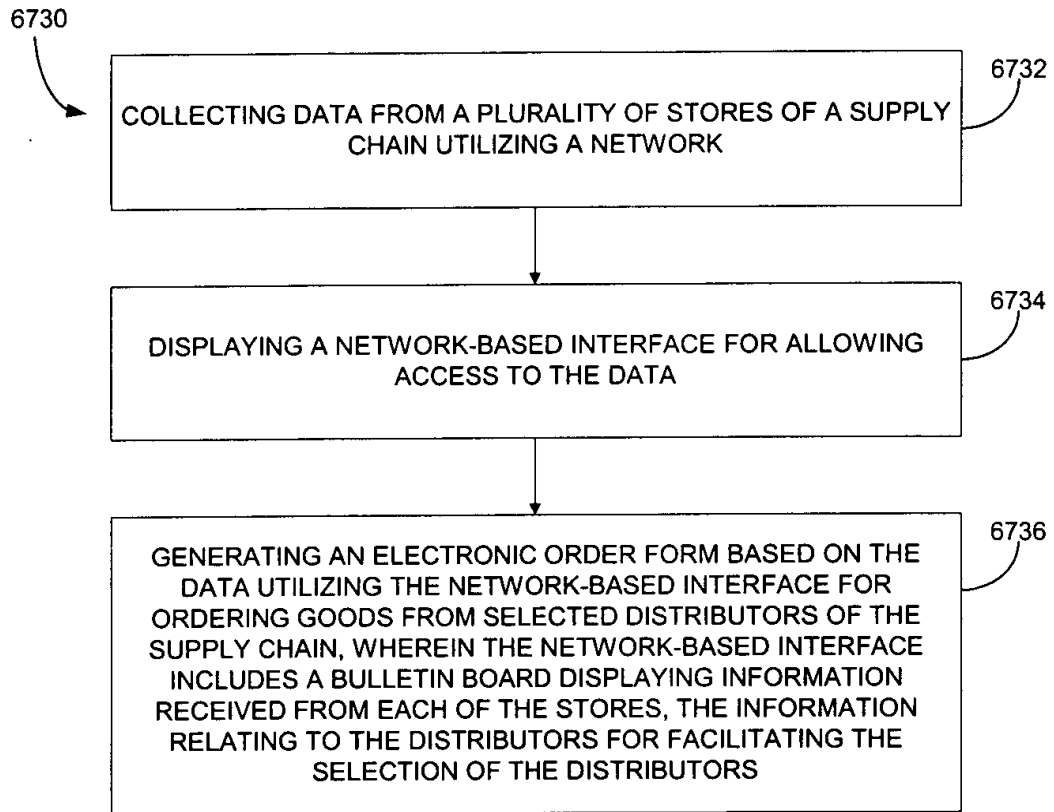 6730
6732
COLLECTING DATA FROM A PLURALITY OF STORES OF A SUPPLY
CHAIN UTILIZING A NETWORK
6734
DISPLAYING A NETWORK-BASED INTERFACE FOR ALLOWING
ACCESS TO THE DATA
6736
GENERATING AN ELECTRONIC ORDER FORM BASED ON THE
DATA UTILIZING THE NETWORK-BASED INTERFACE FOR
ORDERING GOODS FROM SELECTED DISTRIBUTORS OF THE
SUPPLY CHAIN, WHEREIN THE NETWORK-BASED INTERFACE
INCLUDES A BULLETIN BOARD DISPLAYING INFORMATION
RECEIVED FROM EACH OF THE STORES, THE INFORMATION
RELATING TO THE DISTRIBUTORS FOR FACILITATING THE
SELECTION OF THE DISTRIBUTORS